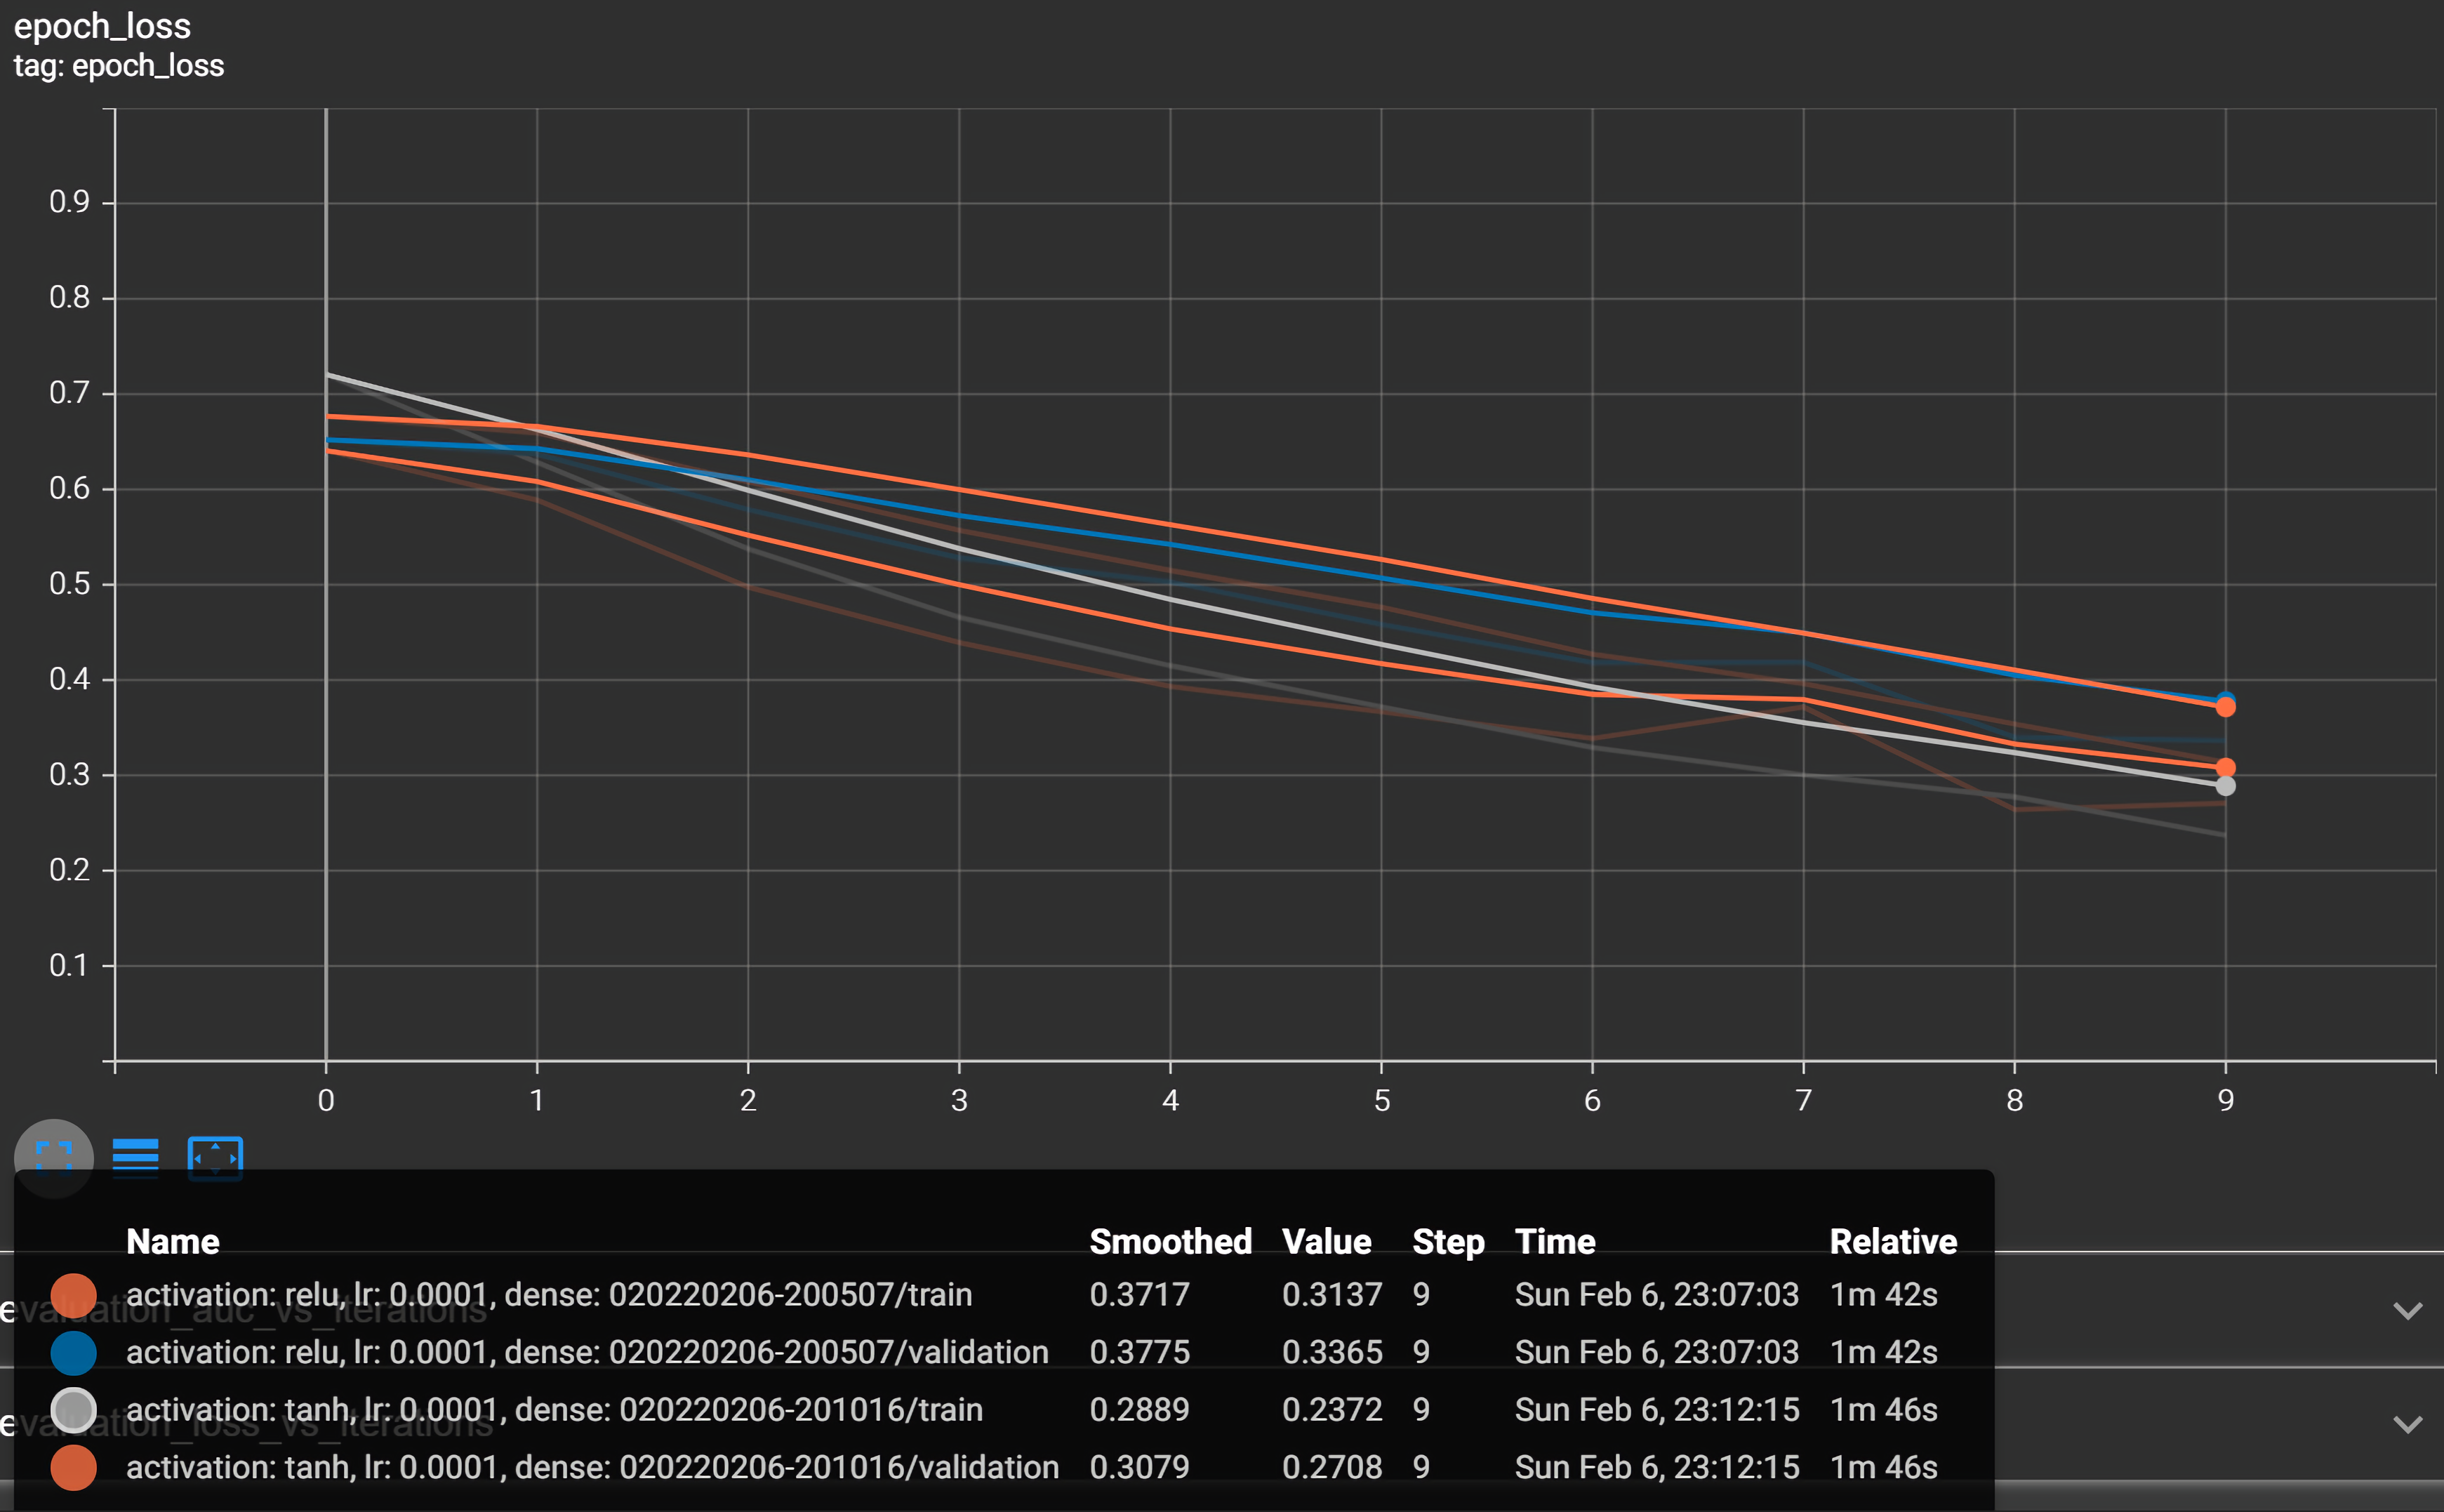 epoch_loss
tag: epoch_loss
0.9
0.8
0.7
0.6
0.5
0.4
0.3
0.2
0.1
0 1 2 3 4 5 6 7 8 9
Name Smoothed Value Step Time Relative
activation: relu, lr: 0.0001, dense: 020220206-200507/train 0.3717 0.3137 9 Sun Feb 6, 23:07:03 1m 42s
evaluation_auc_vs_iterations
activation: relu, lr: 0.0001, dense: 020220206-200507/validation 0.3775 0.3365 9 Sun Feb 6, 23:07:03 1m 42s
activation: tanh, lr: 0.0001, dense: 020220206-201016/train 0.2889 0.2372 9 Sun Feb 6, 23:12:15 1m 46s
evaluation_loss_vs_iterations
activation: tanh, lr: 0.0001, dense: 020220206-201016/validation 0.3079 0.2708 9 Sun Feb 6, 23:12:15 1m 46s